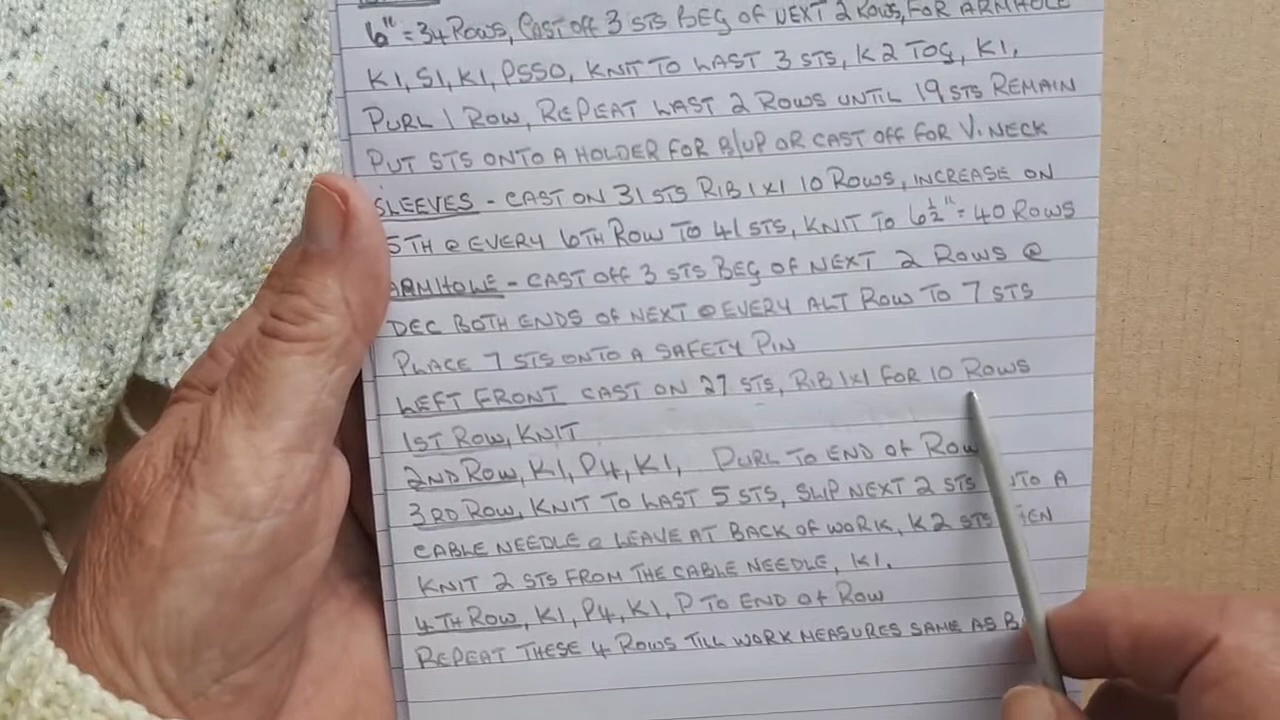 6" = 34 ROWS, CAST OFF 3 STS BEG OF NEXT 2 ROWS, FOR ARMHOLE
K1, S1, K1, PSSO, KNIT TO LAST 3 STS, K 2 TOG, K1,
PURL 1 ROW, REPEAT LAST 2 ROWS UNTIL 19 STS REMAIN
PUT STS ONTO A HOLDER FOR B/UP OR CAST OFF FOR V. NECK
SLEEVES - CAST ON 31 STS RIB 1X1 10 ROWS, INCREASE ON
5TH @ EVERY 6TH ROW TO 41 STS, KNIT TO 6 1/2" = 40 ROWS
ARMHOLE - CAST OFF 3 STS BEG OF NEXT 2 ROWS @
DEC BOTH ENDS OF NEXT @ EVERY ALT ROW TO 7 STS
PLACE 7 STS ONTO A SAFETY PIN
LEFT FRONT CAST ON 27 STS, RIB 1X1 FOR 10 ROWS
1ST ROW, KNIT
2ND ROW, K1, P4, K1, PURL TO END OF ROW
3RD ROW, KNIT TO LAST 5 STS, SLIP NEXT 2 STS TO A
CABLE NEEDLE @ LEAVE AT BACK OF WORK, K2 STS
KNIT 2 STS FROM THE CABLE NEEDLE, K1.
4TH ROW, K1, P4, K1, P TO END OF ROW
REPEAT THESE 4 ROWS TILL WORK MEASURES SAME AS